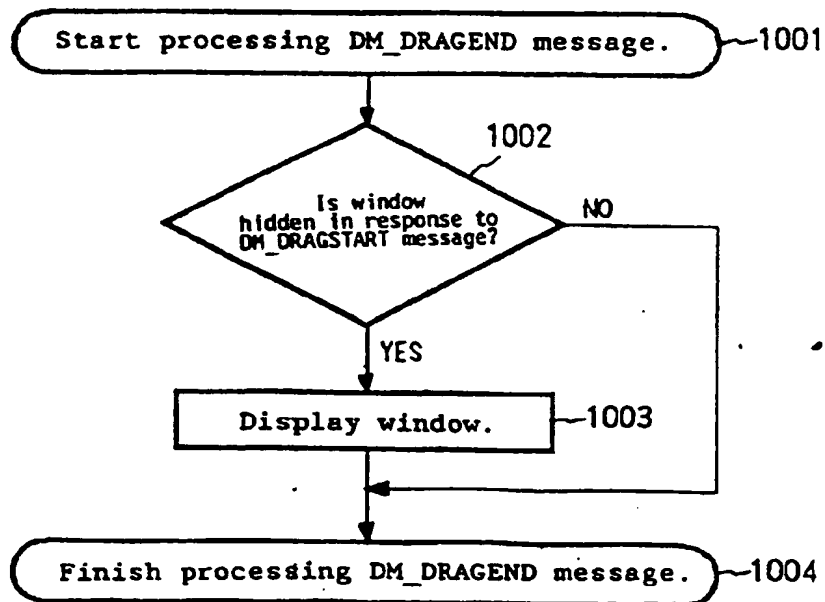 Start processing DM_DRAGEND message.
1001
1002
Is window
hidden in response to
DM_DRAGSTART message?
NO
YES
Display window.
1003
Finish processing DM_DRAGEND message.
1004